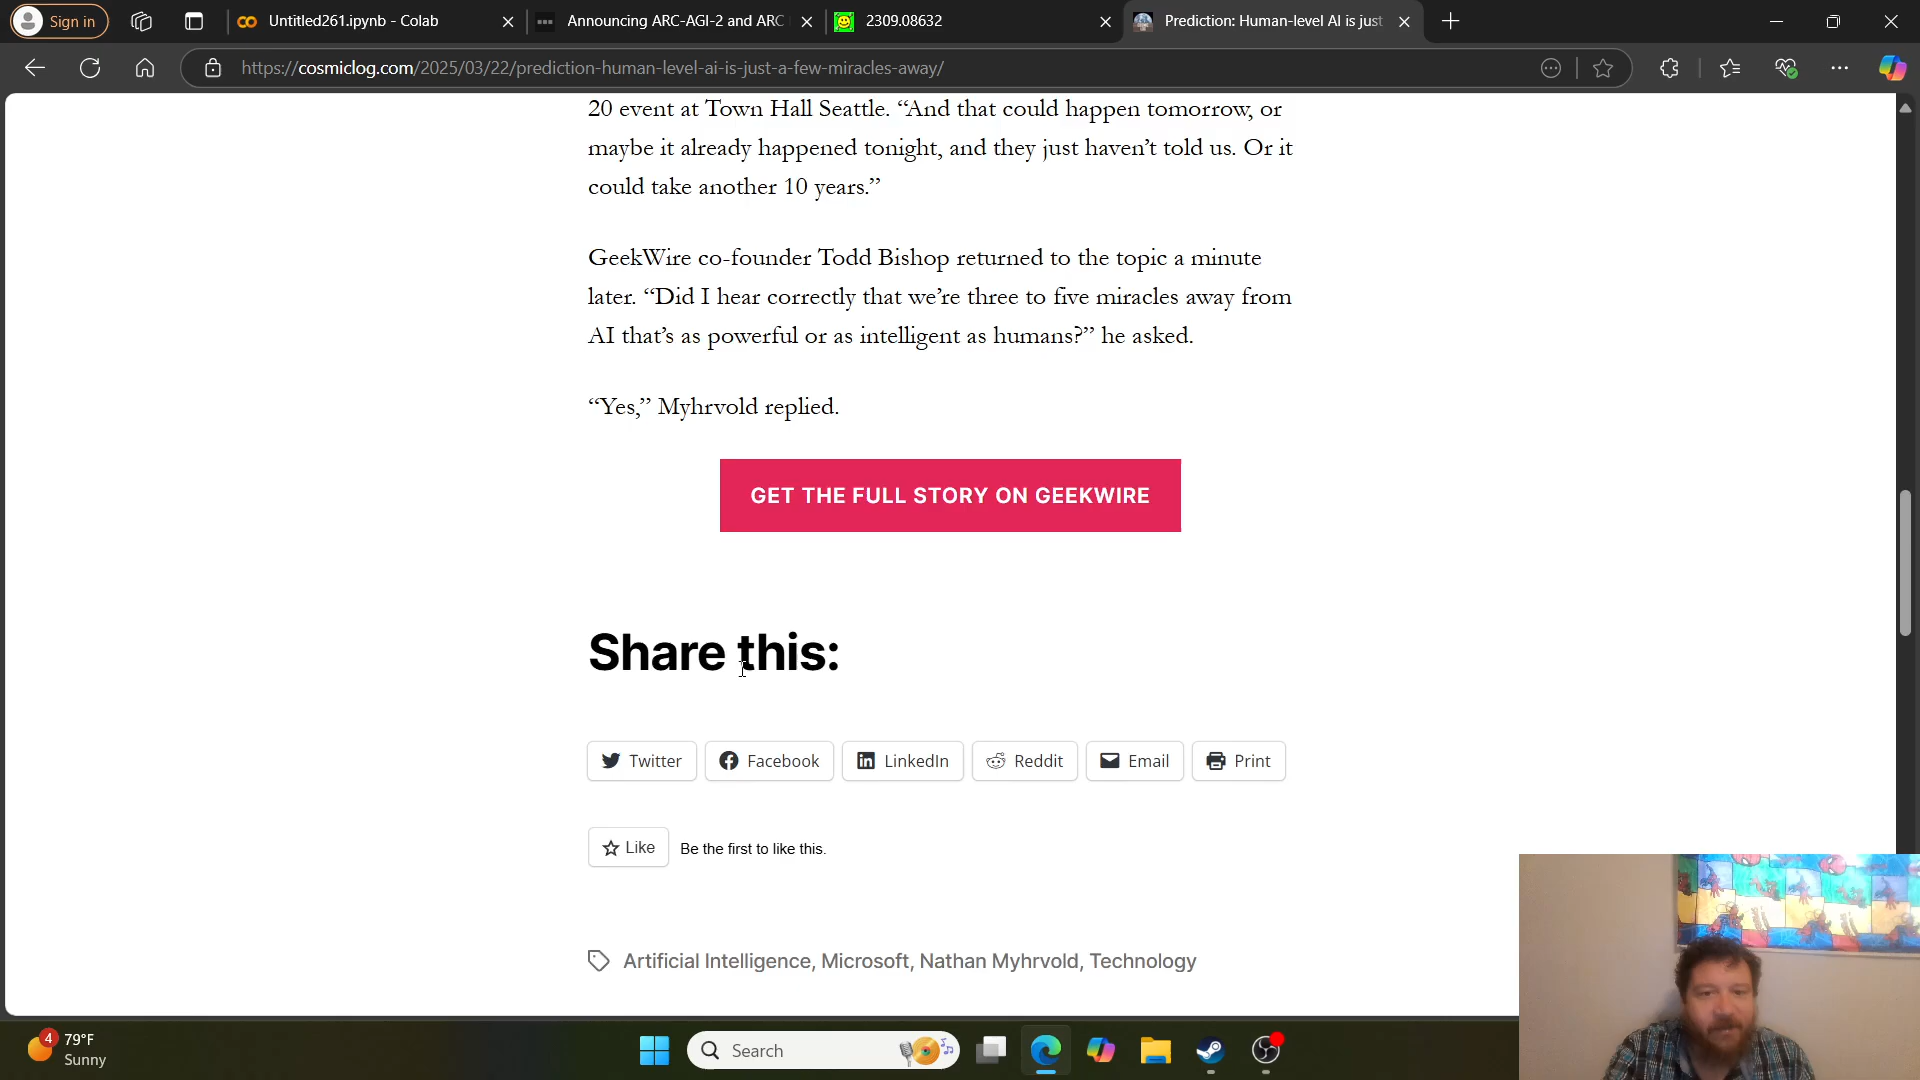 Sign in
Untitled261.ipynb - Colab
Announcing ARC-AGI-2 and ARC
2309.08632
Prediction: Human-level AI is just
https://cosmiclog.com/2025/03/22/prediction-human-level-ai-is-just-a-few-miracles-away/
20 event at Town Hall Seattle. “And that could happen tomorrow, or
maybe it already happened tonight, and they just haven’t told us. Or it
could take another 10 years.”
GeekWire co-founder Todd Bishop returned to the topic a minute
later. “Did I hear correctly that we’re three to five miracles away from
AI that’s as powerful or as intelligent as humans?” he asked.
“Yes,” Myhrvold replied.
GET THE FULL STORY ON GEEKWIRE
Share this:
Twitter
Facebook
LinkedIn
Reddit
Email
Print
Like
Be the first to like this.
Artificial Intelligence, Microsoft, Nathan Myhrvold, Technology
4
79°F
Sunny
Search